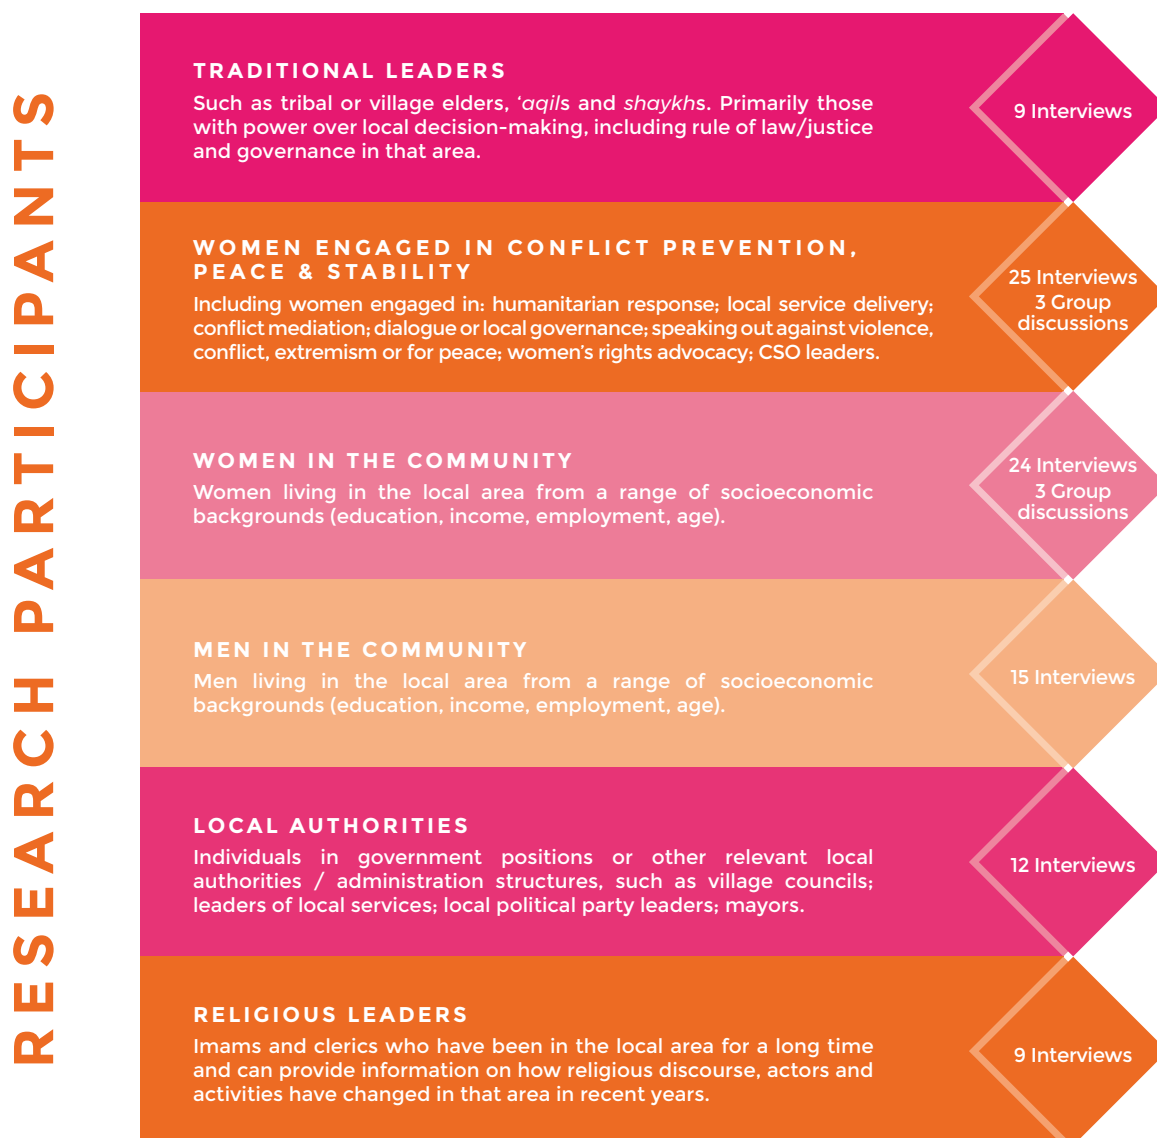 RESEARCH PARTICIPANTS
TRADITIONAL LEADERS
Such as tribal or village elders, ‘aqils and shaykhs. Primarily those
with power over local decision-making, including rule of law/justice
and governance in that area.
9 Interviews
WOMEN ENGAGED IN CONFLICT PREVENTION,
PEACE & STABILITY
Including women engaged in: humanitarian response; local service delivery;
conflict mediation; dialogue or local governance; speaking out against violence,
conflict, extremism or for peace; women’s rights advocacy; CSO leaders.
25 Interviews
3 Group
discussions
WOMEN IN THE COMMUNITY
Women living in the local area from a range of socioeconomic
backgrounds (education, income, employment, age).
24 Interviews
3 Group
discussions
MEN IN THE COMMUNITY
Men living in the local area from a range of socioeconomic
backgrounds (education, income, employment, age).
15 Interviews
LOCAL AUTHORITIES
Individuals in government positions or other relevant local
authorities / administration structures, such as village councils;
leaders of local services; local political party leaders; mayors.
12 Interviews
RELIGIOUS LEADERS
Imams and clerics who have been in the local area for a long time
and can provide information on how religious discourse, actors and
activities have changed in that area in recent years.
9 Interviews